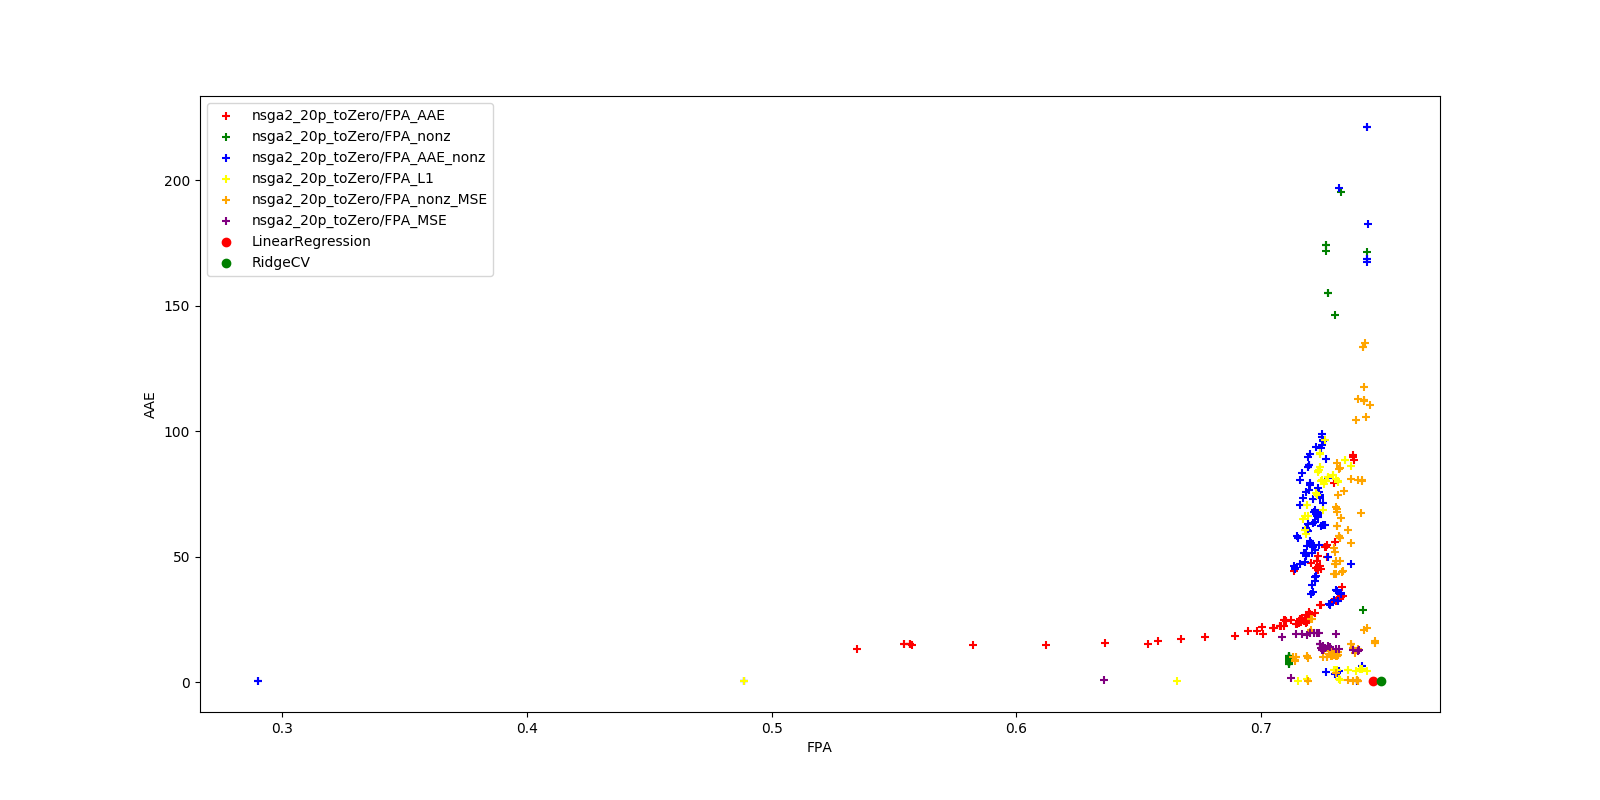 nsga2_20p_toZero/FPA_AAE
nsga2_20p_toZero/FPA_nonz
nsga2_20p_toZero/FPA_AAE_nonz
nsga2_20p_toZero/FPA_L1
nsga2_20p_toZero/FPA_nonz_MSE
nsga2_20p_toZero/FPA_MSE
LinearRegression
RidgeCV
200
150
100
50
0
AAE
0.3 0.4 0.5 0.6 0.7
FPA